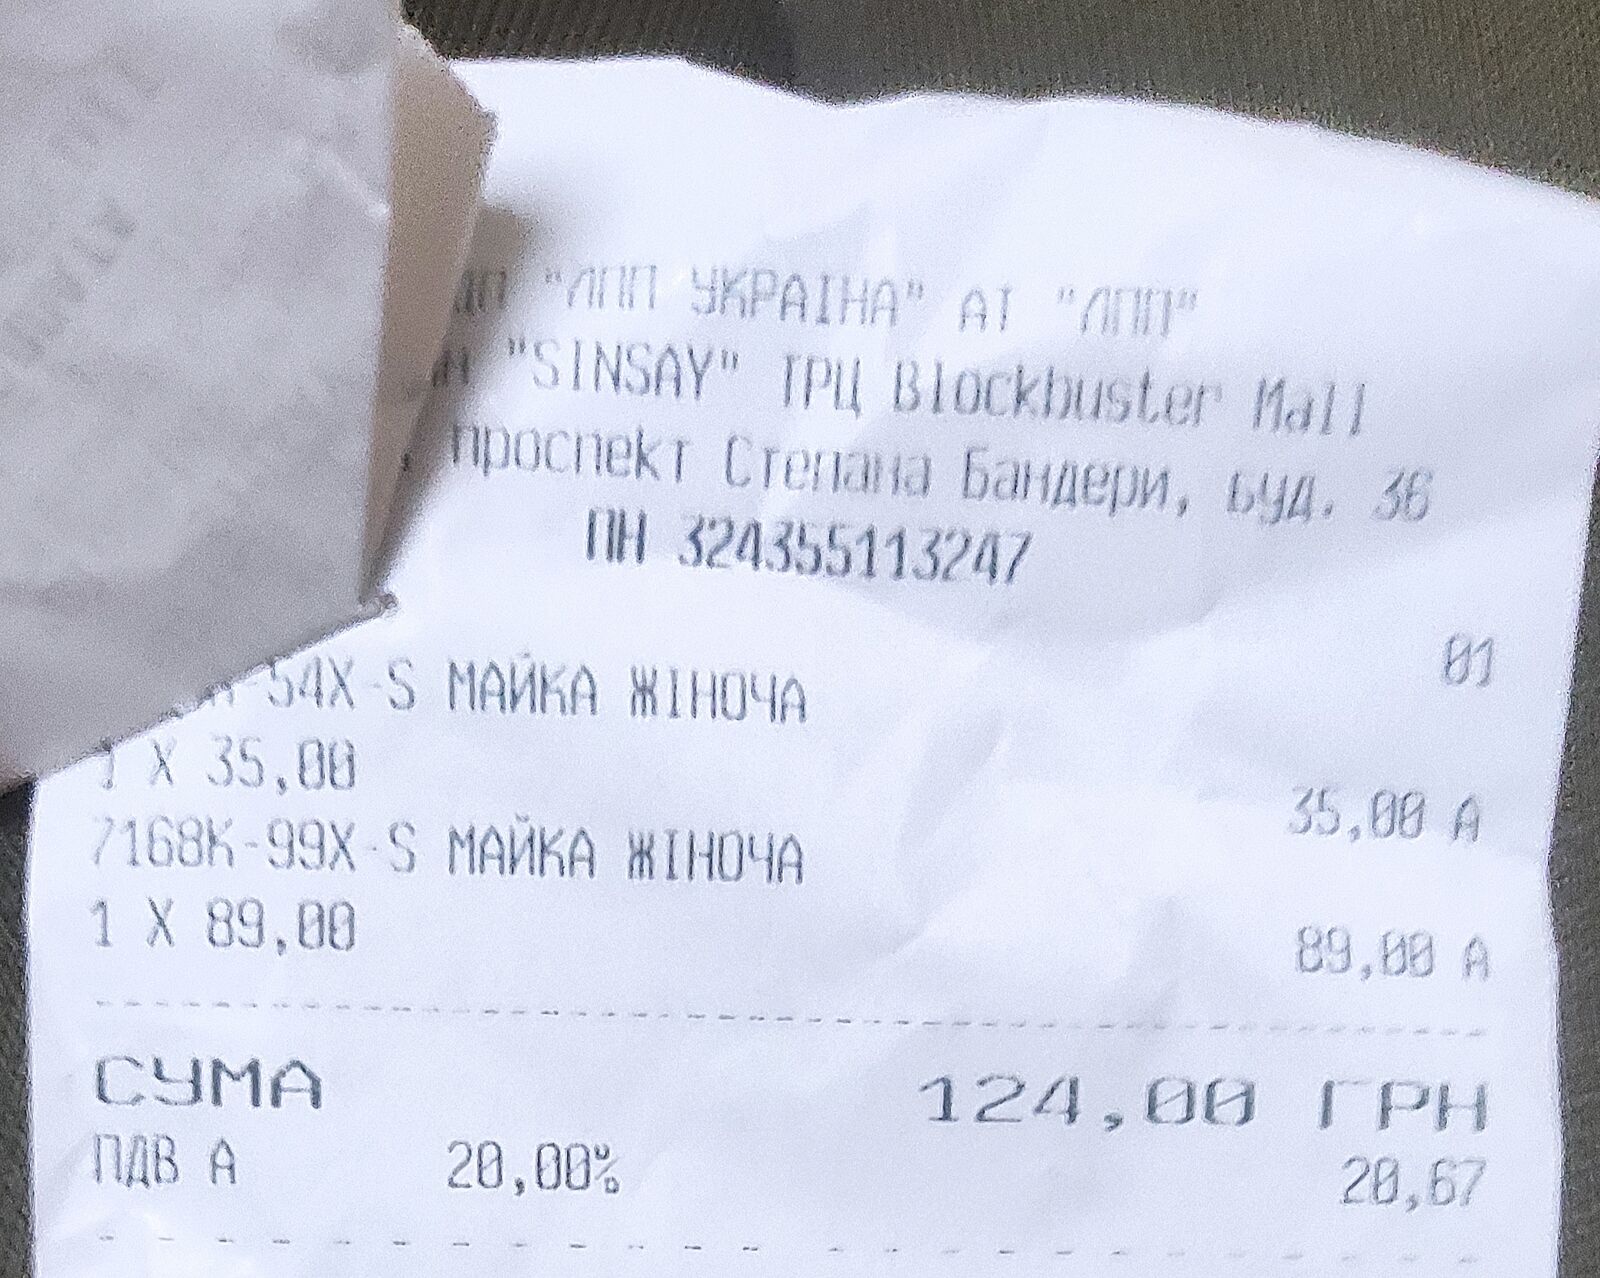 "ЛПП УКРАЇНА" АТ "ЛПП"
"SINSAY" ТРЦ Blockbuster Mall
, проспект Степана Бандери, буд. 36
ПН 324355113247
01
54X-S МАЙКА ЖІНОЧА
1 X 35,00
35,00 А
7168K-99X-S МАЙКА ЖІНОЧА
1 X 89,00
89,00 А
СУМА 124,00 ГРН
ПДВ А 20,00% 20,67